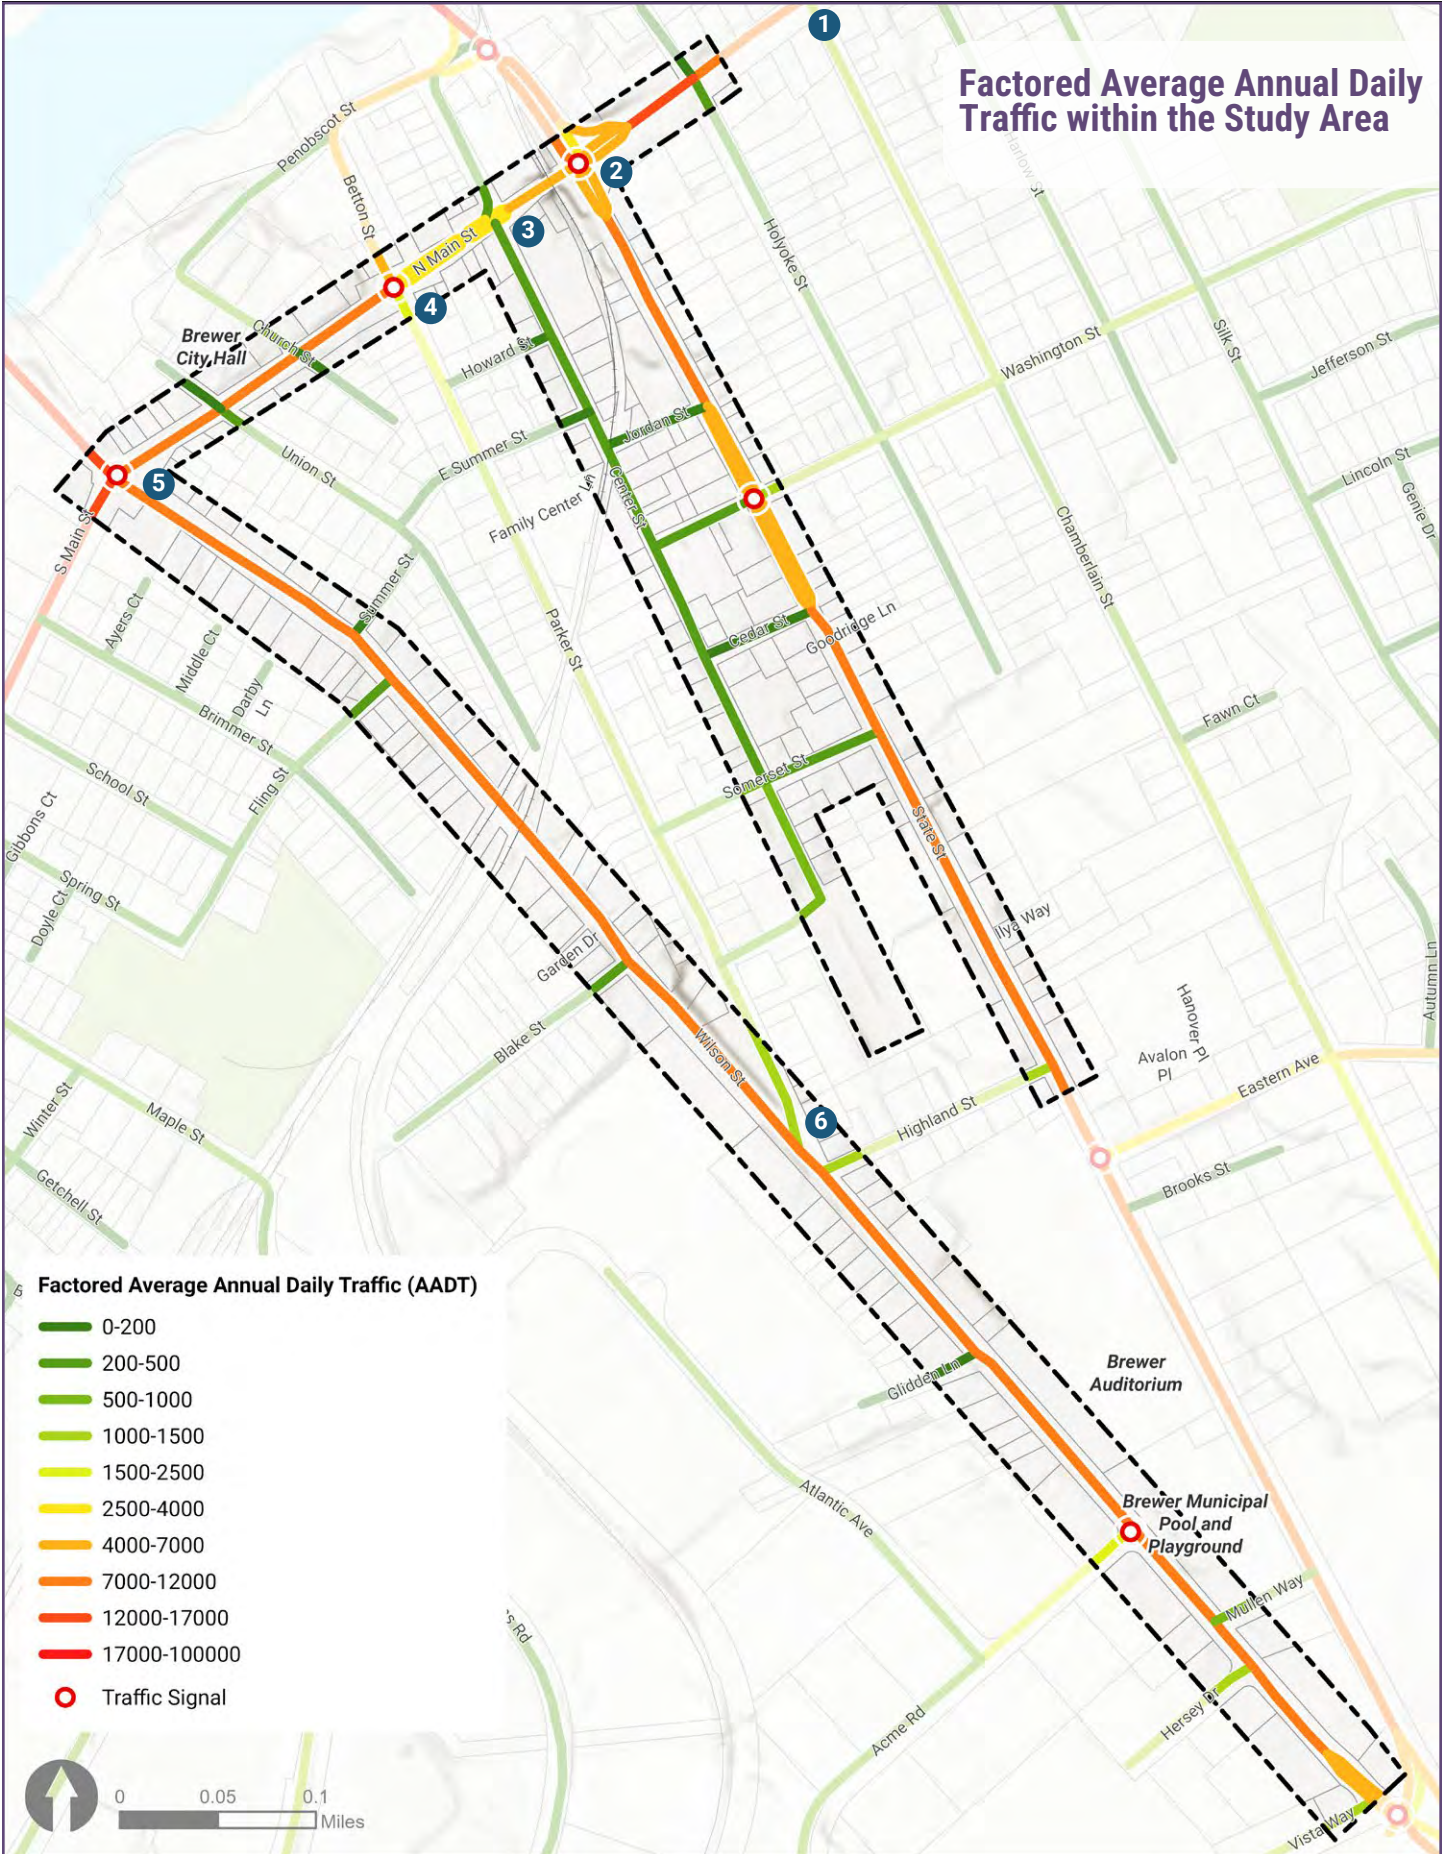 1
Factored Average Annual Daily
Traffic within the Study Area
Harlow St
Penobscot St
2
Betton St
3
N Main St
Holyoke St
4
Brewer
City Hall
Church St
Howard St
Silk St
Washington St
Jefferson St
Jordan St
E Summer St
Union St
Lincoln St
5
Center St
Family Center Ln
Genie Dr
S Main St
Chamberlain St
Summer St
Ayers Ct
Goodridge Ln
Cedar St
Parker St
Middle Ct
Darby
Ln
Brimmer St
Fawn Ct
Somerset St
School St
Fling St
Gibbons Ct
State St
Spring St
Doyle Ct
Ilya Way
Garden Dr
Autumn Ln
Hanover Pl
Blake St
Wilson St
Avalon
Pl
Eastern Ave
Winter St
Maple St
6
Highland St
Getchell St
Brooks St
Factored Average Annual Daily Traffic (AADT)
0-200
200-500
500-1000
1000-1500
1500-2500
2500-4000
4000-7000
7000-12000
12000-17000
17000-100000
Traffic Signal
Brewer
Auditorium
Glidden Ln
Atlantic Ave
Brewer Municipal
Pool and
Playground
Mullen Way
Rd
Hersey Dr
Acme Rd
Vista Way
0 0.05 0.1
Miles